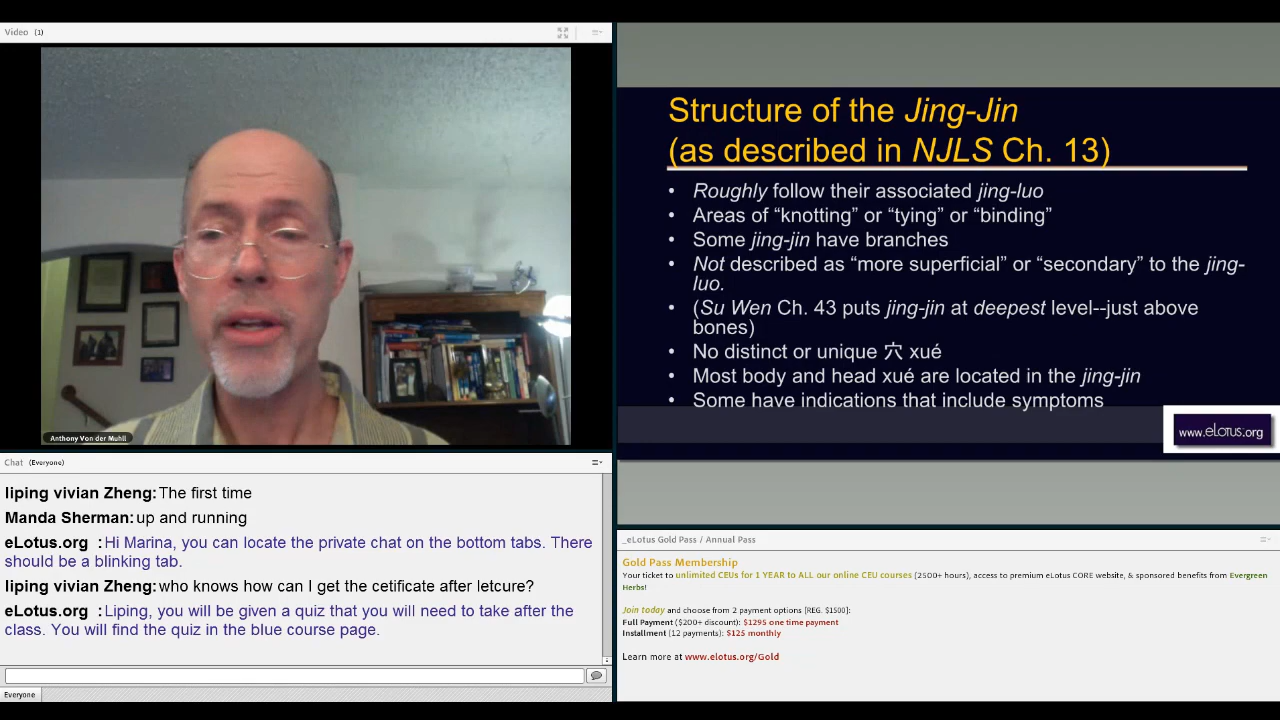 Video (1)
Anthony Von der Muhll
Structure of the Jing-Jin
(as described in NJLS Ch. 13)
• Roughly follow their associated jing-luo
• Areas of “knotting” or “tying” or “binding”
• Some jing-jin have branches
• Not described as “more superficial” or “secondary” to the jing-
luo.
• (Su Wen Ch. 43 puts jing-jin at deepest level--just above
bones)
• No distinct or unique 穴 xué
• Most body and head xué are located in the jing-jin
• Some have indications that include symptoms
www.eLotus.org
Chat (Everyone)
liping vivian Zheng: The first time
Manda Sherman: up and running
eLotus.org : Hi Marina, you can locate the private chat on the bottom tabs. There
should be a blinking tab.
liping vivian Zheng: who knows how can I get the cetificate after letcure?
eLotus.org : Liping, you will be given a quiz that you will need to take after the
class. You will find the quiz in the blue course page.
Everyone
_eLotus Gold Pass / Annual Pass
Gold Pass Membership
Your ticket to unlimited CEUs for 1 YEAR to ALL our online CEU courses (2500+ hours), access to premium eLotus CORE website, & sponsored benefits from Evergreen
Herbs!
Join today and choose from 2 payment options [REG. $1500]:
Full Payment ($200+ discount): $1295 one time payment
Installment (12 payments): $125 monthly
Learn more at www.elotus.org/Gold